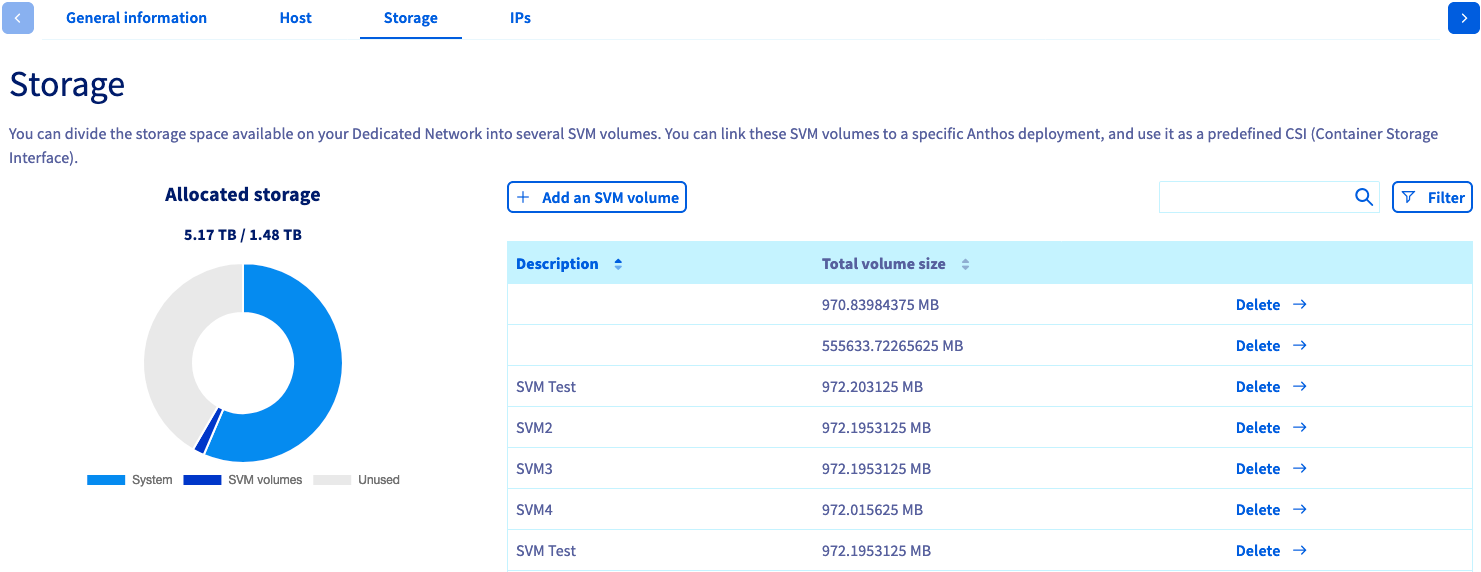 General information Host Storage IPs
Storage
You can divide the storage space available on your Dedicated Network into several SVM volumes. You can link these SVM volumes to a specific Anthos deployment, and use it as a predefined CSI (Container Storage
Interface).
Allocated storage
5.17 TB / 1.48 TB
System SVM volumes Unused
Add an SVM volume Filter
Description Total volume size
970.83984375 MB Delete
555633.72265625 MB Delete
SVM Test 972.203125 MB Delete
SVM2 972.1953125 MB Delete
SVM3 972.1953125 MB Delete
SVM4 972.015625 MB Delete
SVM Test 972.1953125 MB Delete